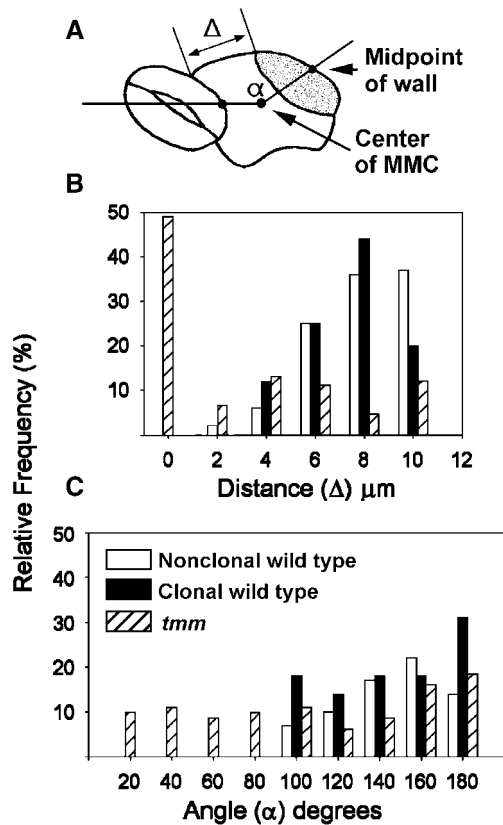 A
Δ
α
Midpoint
of wall
Center
of MMC
B
50
40
30
20
10
0 2 4 6 8 10 12
Distance (Δ) μm
Relative Frequency (%)
C
50
40
30
20
10
Nonclonal wild type
Clonal wild type
tmm
20 40 60 80 100 120 140 160 180
Angle (α) degrees